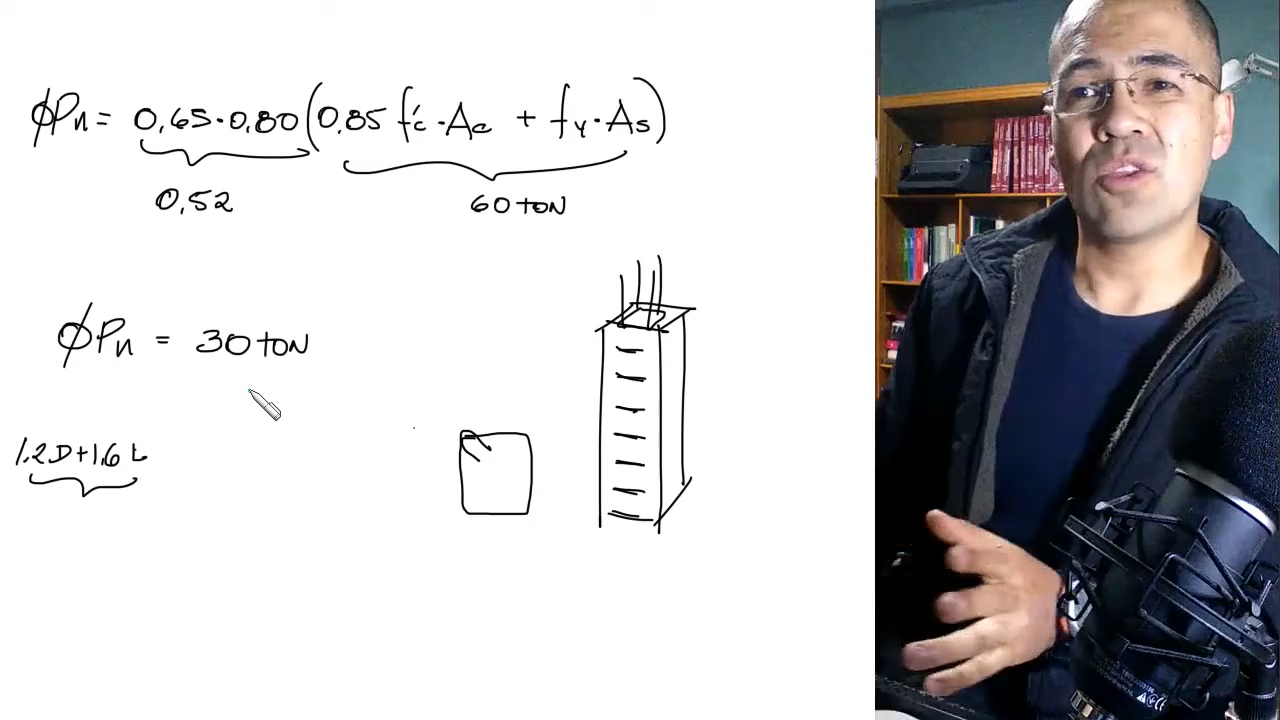 ϕPn = 0,65·0,80(0,85 f'c·Ac + fy·As)
0,52
60 ton
ϕPn = 30 ton
1.2D+1.6 L